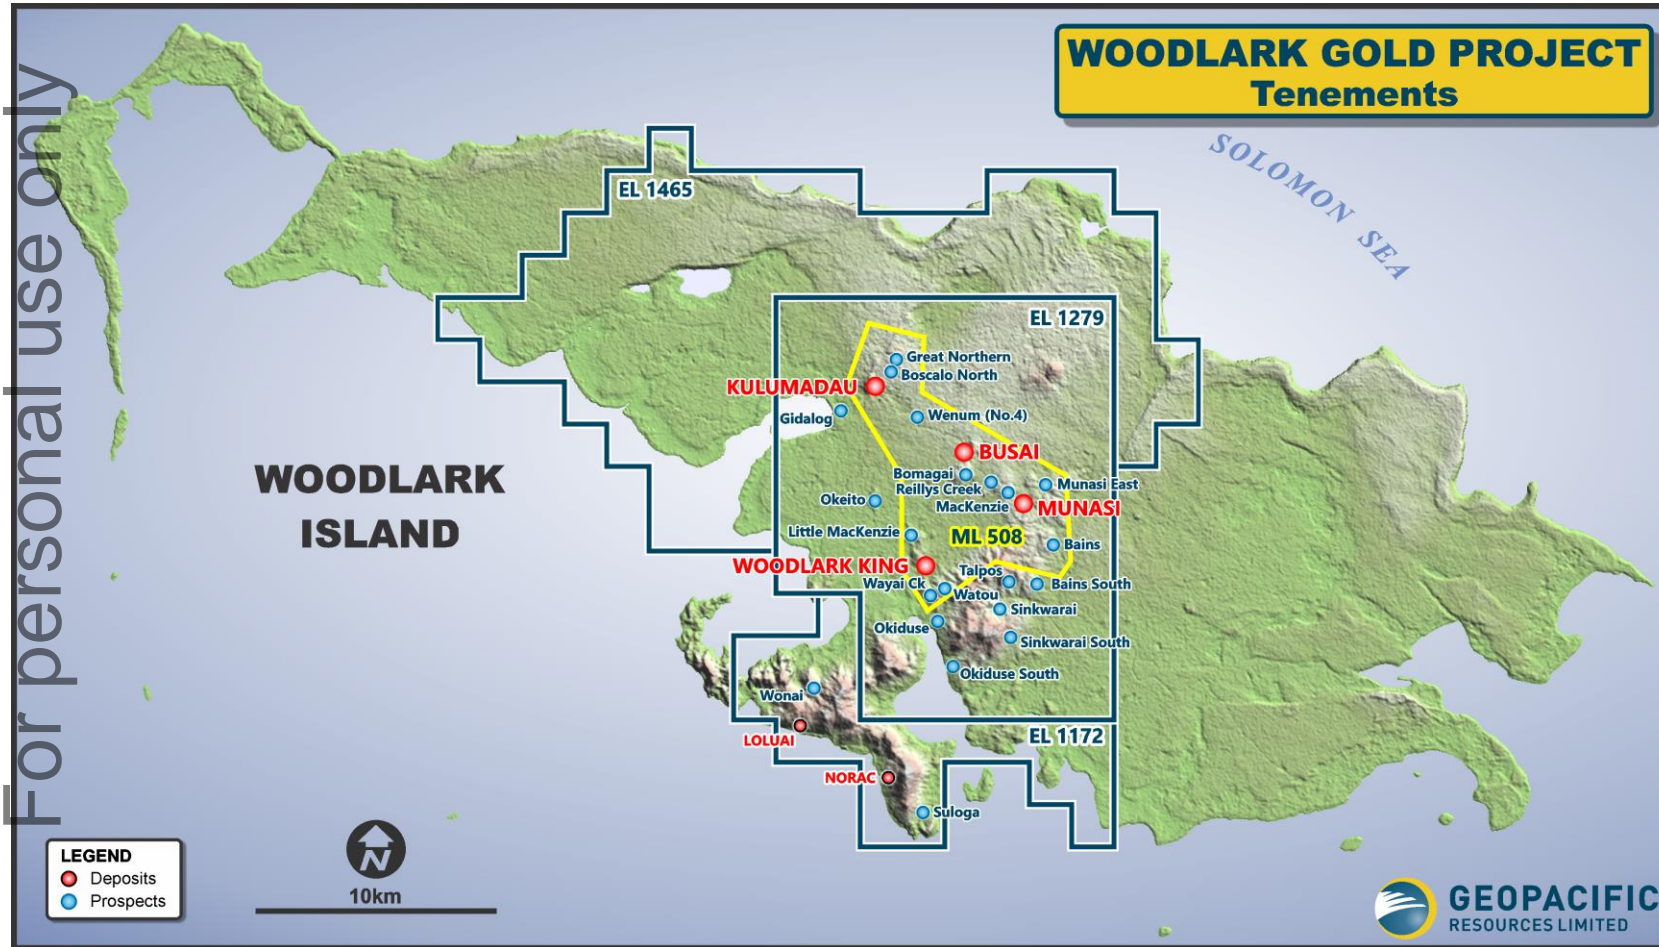 For personal use only
WOODLARK GOLD PROJECT
Tenements
SOLOMON SEA
EL 1465
EL 1279
Great Northern
Boscalo North
KULUMADAU
Gidalog
Wenum (No.4)
BUSAI
WOODLARK
ISLAND
Bomagai
Reillys Creek
Munasi East
Okeito
MacKenzie
MUNASI
Little MacKenzie
ML 508
Bains
WOODLARK KING
Talpos
Wayai Ck
Watou
Bains South
Sinkwarai
Okiduse
Sinkwarai South
Okiduse South
Wonai
LOLUAI
EL 1172
NORAC
Suloga
LEGEND
Deposits
Prospects
N
10km
GEOPACIFIC
RESOURCES LIMITED